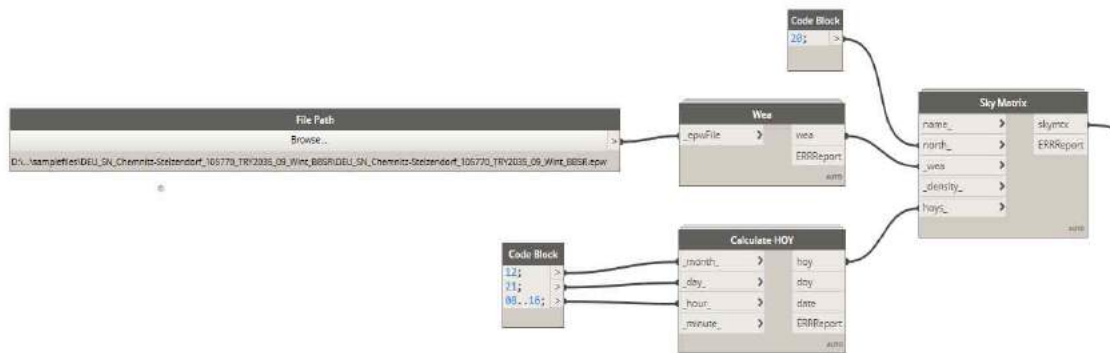 Code Block
20; >
File Path
Browse.. >
D:\...\samplefiles\DEU_SN_Chemnitz-Stelzendorf_105770_TRY2035_09_Wint_BBSR\DEU_SN_Chemnitz-Stelzendorf_105770_TRY2035_09_Wint_BBSR.epw
Wea
_epwFile > wea
ERRReport
AUTO
Sky Matrix
name_ > skymtx
north_ > ERRReport
_wea >
_density_ >
hoys_ >
AUTO
Code Block
12; >
21; >
08..16; >
Calculate HOY
_month_ > hoy
_day_ > doy
_hour_ > date
_minute_ > ERRReport
AUTO